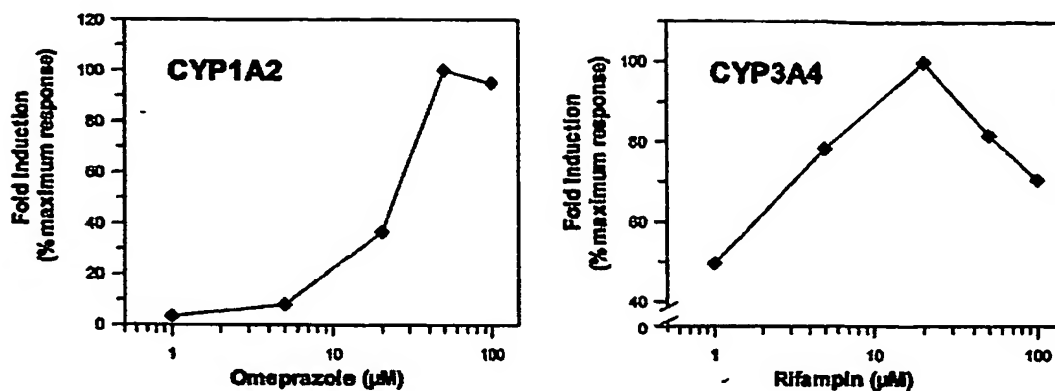 120
100
80
60
40
20
0
Fold Induction
(% maximum response)
CYP1A2
1
10
100
Omeprazole (µM)
100
80
60
40
0
Fold Induction
(% maximum response)
CYP3A4
1
10
100
Rifampin (µM)